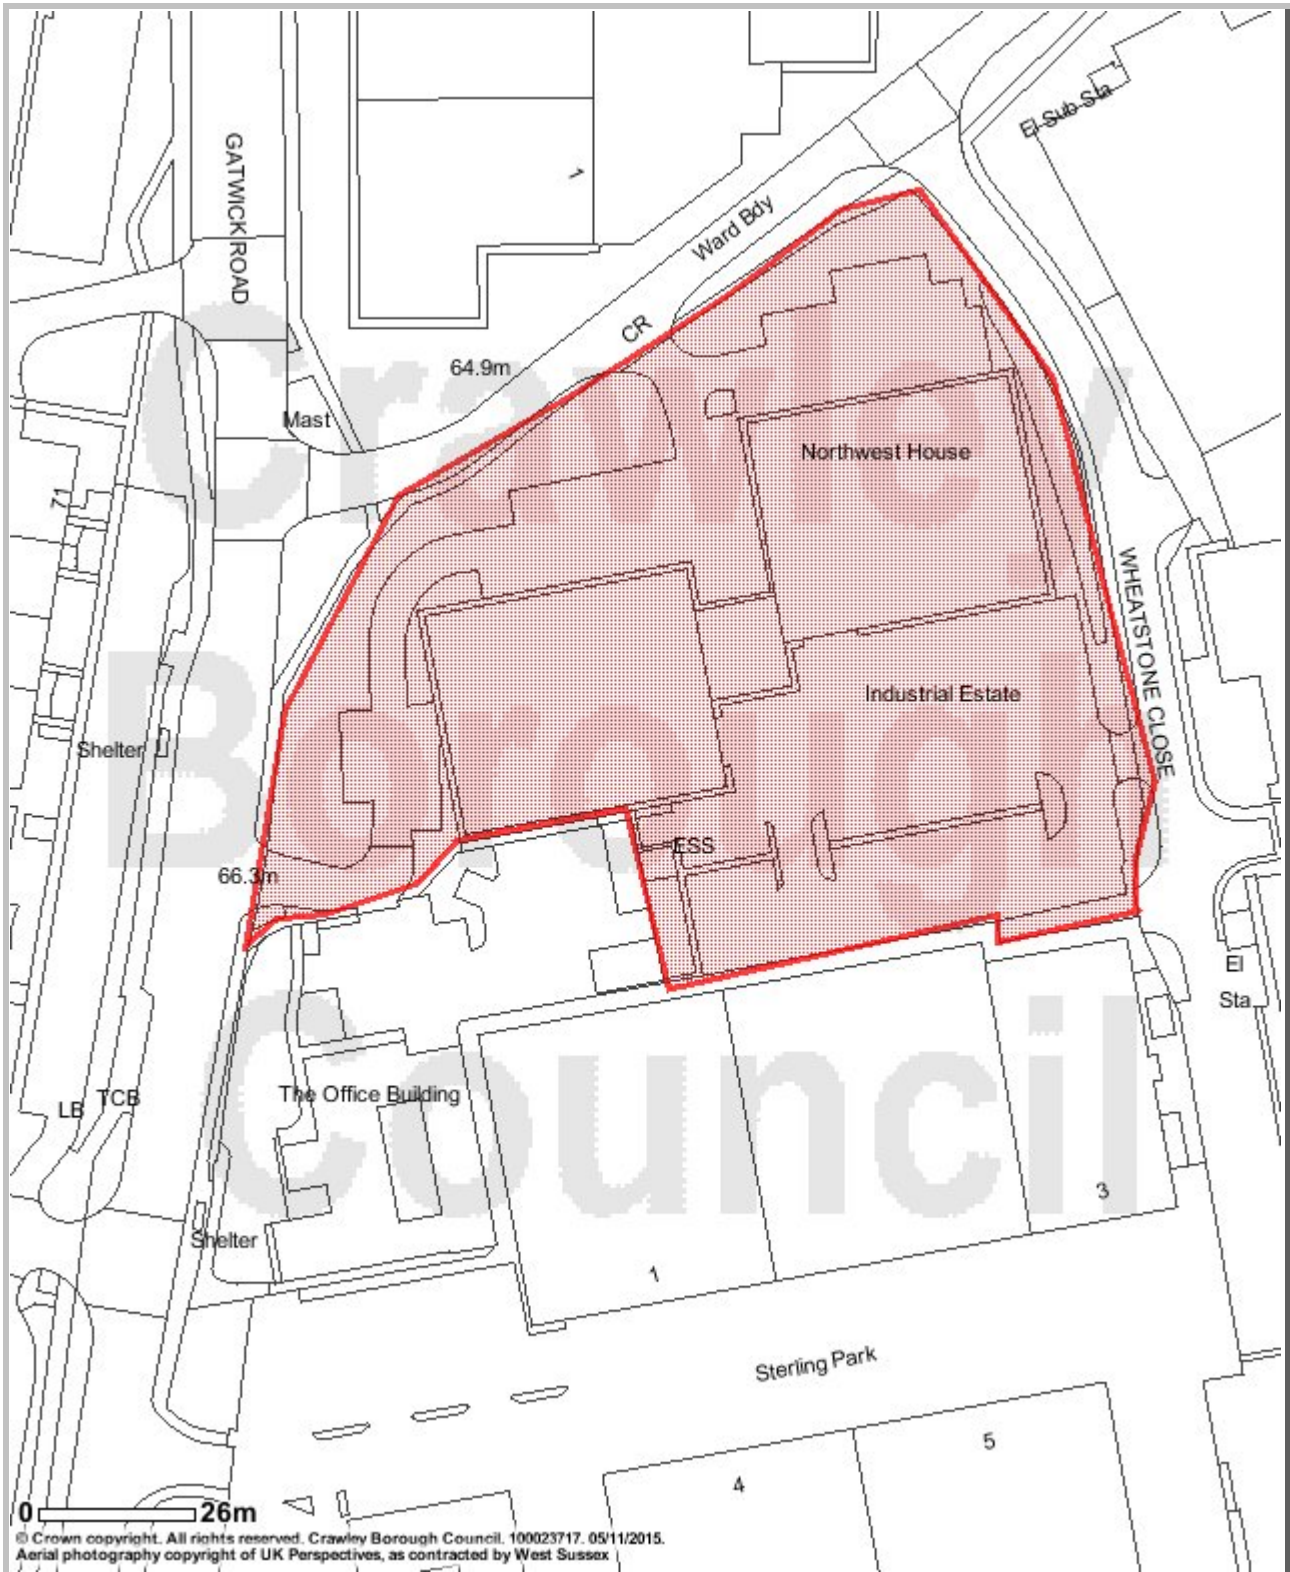 El Sub Sta
GATWICK ROAD
1
Ward Bdy
CR
64.9m
Crawley
Mast
Northwest House
WHEATSTONE CLOSE
Borough
Industrial Estate
Shelter
ESS
66.3m
El
Sta
Council
The Office Building
LB
TCB
3
Shelter
1
Sterling Park
5
4
0 26m
© Crown copyright. All rights reserved. Crawley Borough Council. 100023717. 05/11/2015.
Aerial photography copyright of UK Perspectives, as contracted by West Sussex